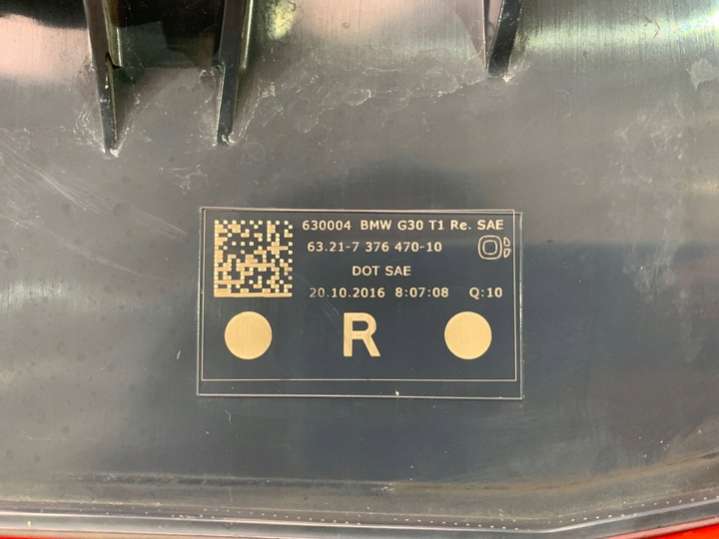 630004 BMW G30 T1 Re. SAE
63.21-7 376 470-10
DOT SAE
20.10.2016 8:07:08 Q:10
R